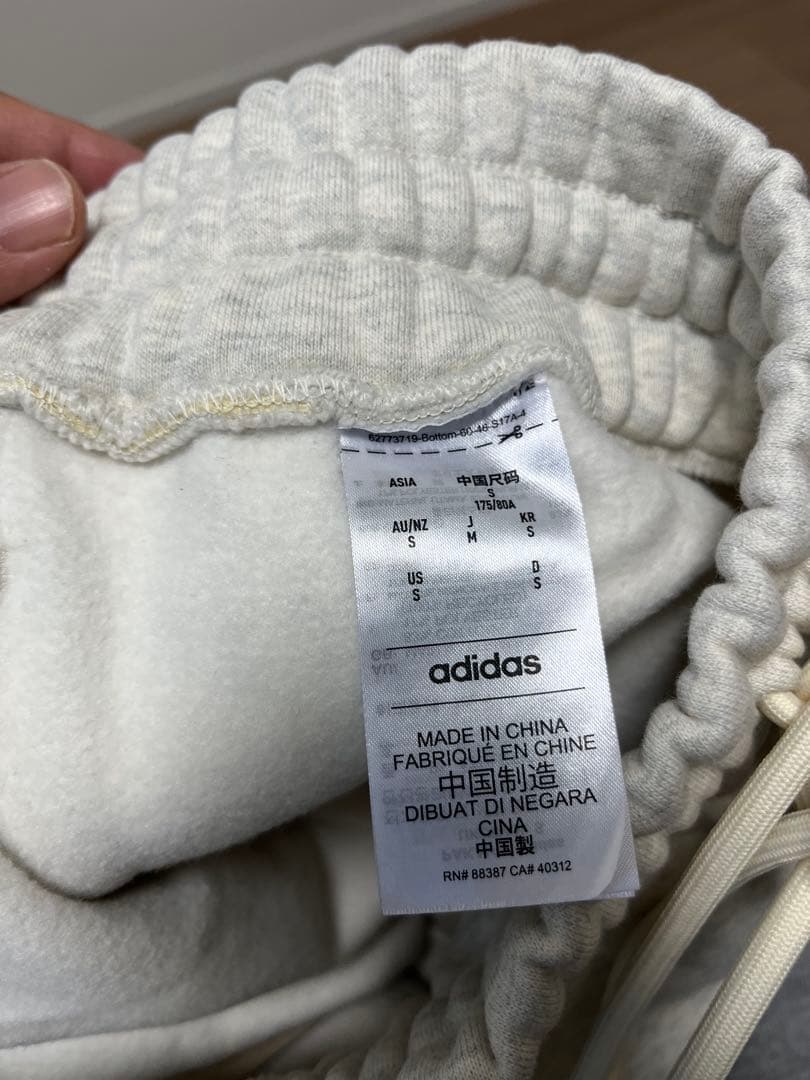 62773719-Bottom-60-46-S17A-4
ASIA 中国尺码
S
175/80A
AU/NZ J KR
S M S
US D
S S
adidas
MADE IN CHINA
FABRIQUÉ EN CHINE
中国制造
DIBUAT DI NEGARA
CINA
中国製
RN# 88387 CA# 40312